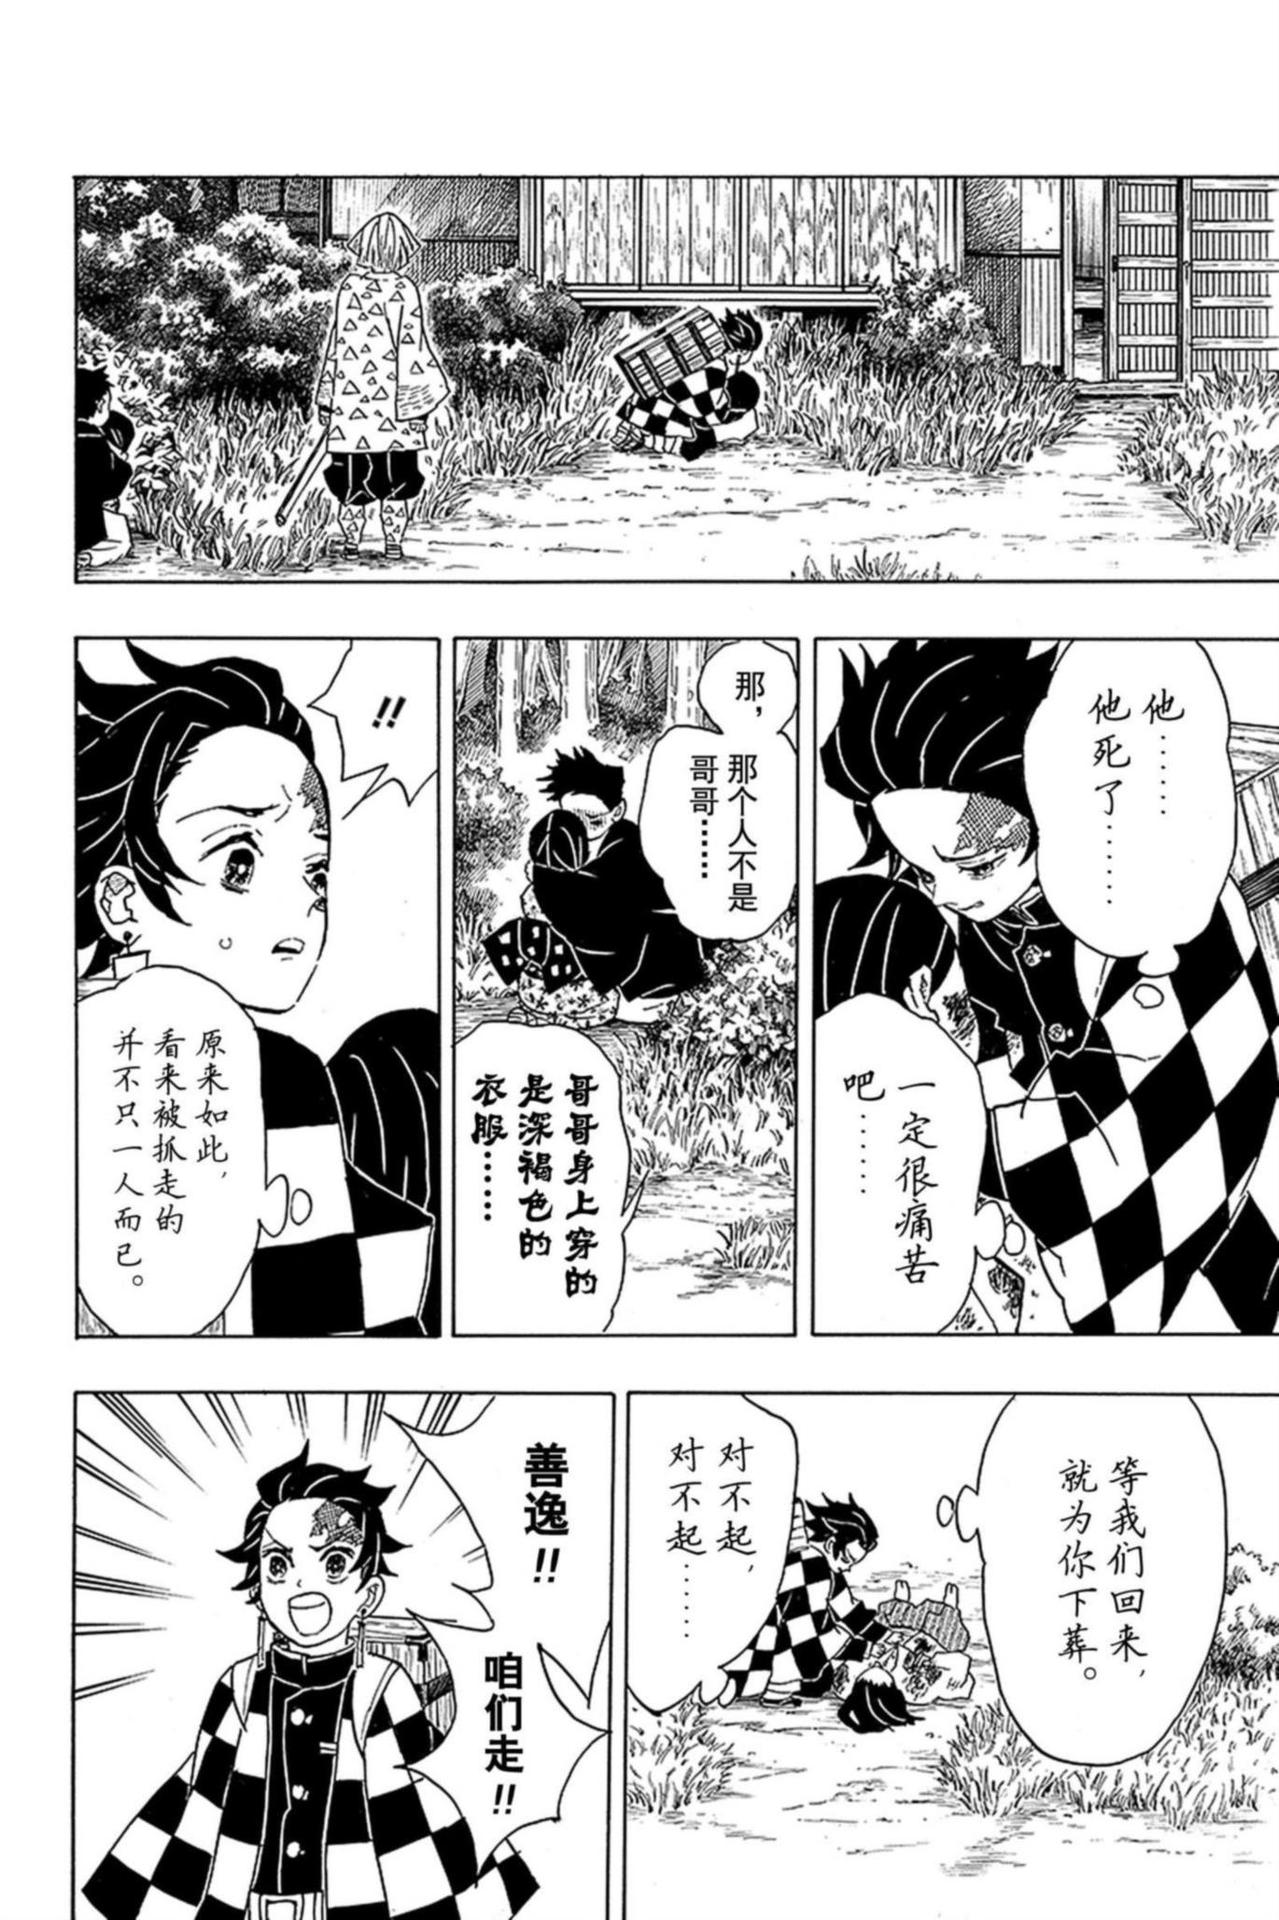 他……
他死了……
一定很痛苦
吧……
那，
那个人不是
哥哥……
哥哥身上穿的
是深褐色的
衣服……
!!
原来如此，
看来被抓走的
并不只一人而已。
等我们回来，
就为你下葬。
对不起，
对不起……
善逸!!
咱们走!!